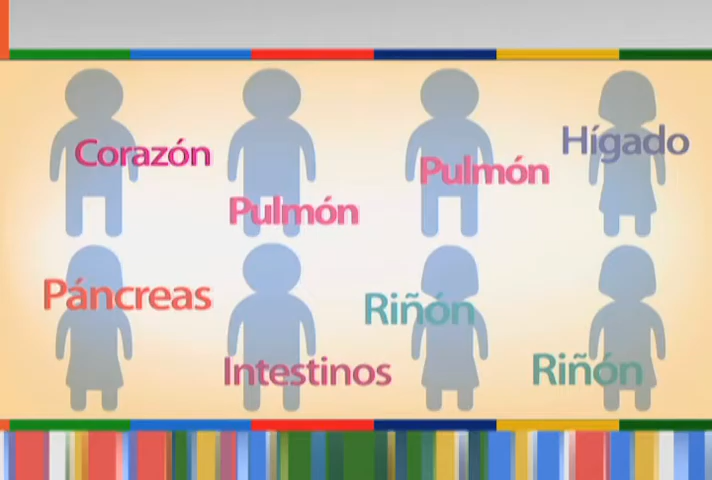 Corazón
Pulmón
Pulmón
Hígado
Páncreas
Intestinos
Riñón
Riñón